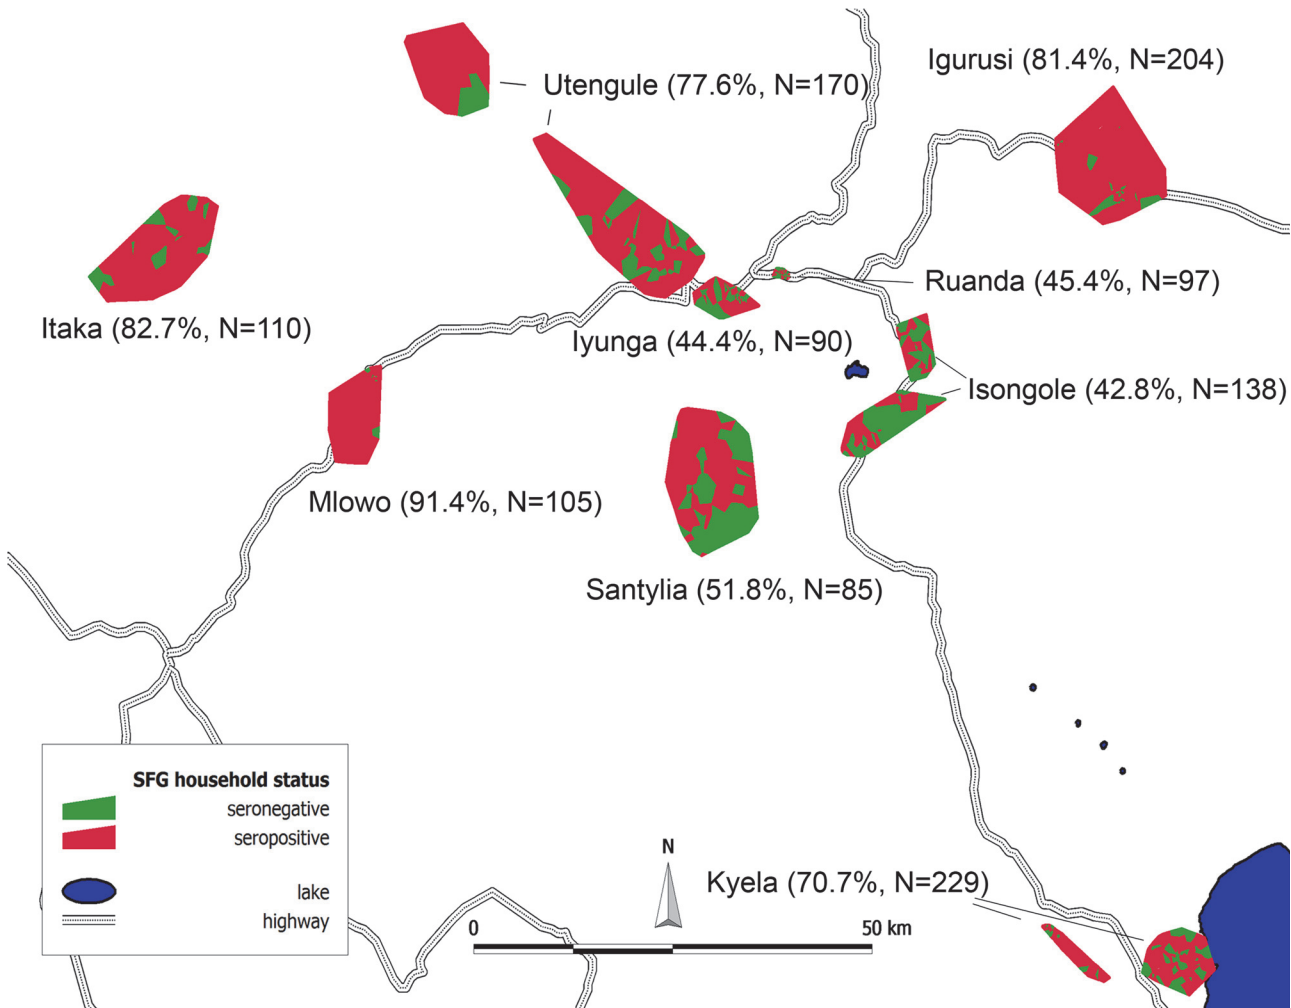 Igurusi (81.4%, N=204)
Utengule (77.6%, N=170)
Ruanda (45.4%, N=97)
Itaka (82.7%, N=110)
Iyunga (44.4%, N=90)
Isongole (42.8%, N=138)
Mlowo (91.4%, N=105)
Santylia (51.8%, N=85)
SFG household status
seronegative
seropositive
lake
highway
N
0
50 km
Kyela (70.7%, N=229)